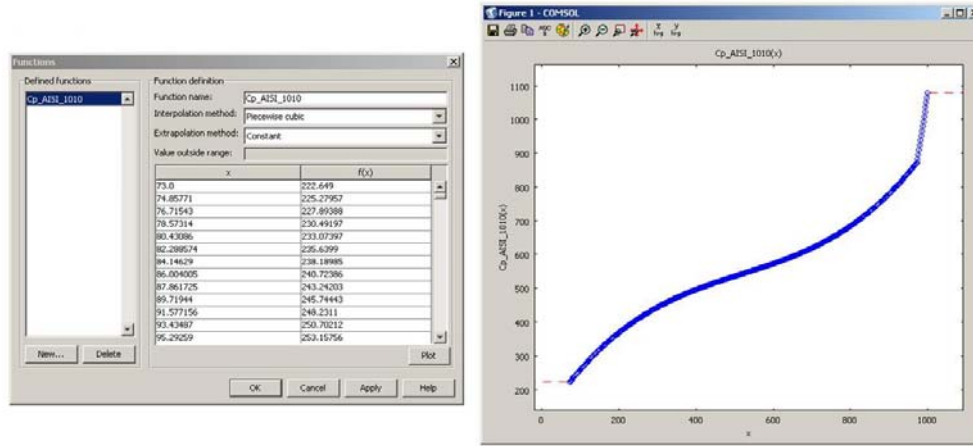 Functions
Defined functions
Cp_AISI_1010
Function definition
Function name: Cp_AISI_1010
Interpolation method: Piecewise cubic
Extrapolation method: Constant
Value outside range:
x f(x)
73.0 222.649
74.85771 225.27957
76.71543 227.89388
78.57314 230.49197
80.43086 233.07397
82.288574 235.6399
84.14629 238.18985
86.004005 240.72386
87.861725 243.24203
89.71944 245.74443
91.577156 248.2311
93.43487 250.70212
95.29259 253.15756
New... Delete
Plot
OK Cancel Apply Help
Figure 1 - COMSOL
x log y log
Cp_AISI_1010(x)
1100
1000
900
800
700
600
500
400
300
200
Cp_AISI_1010(x)
0 200 400 600 800 1000
x